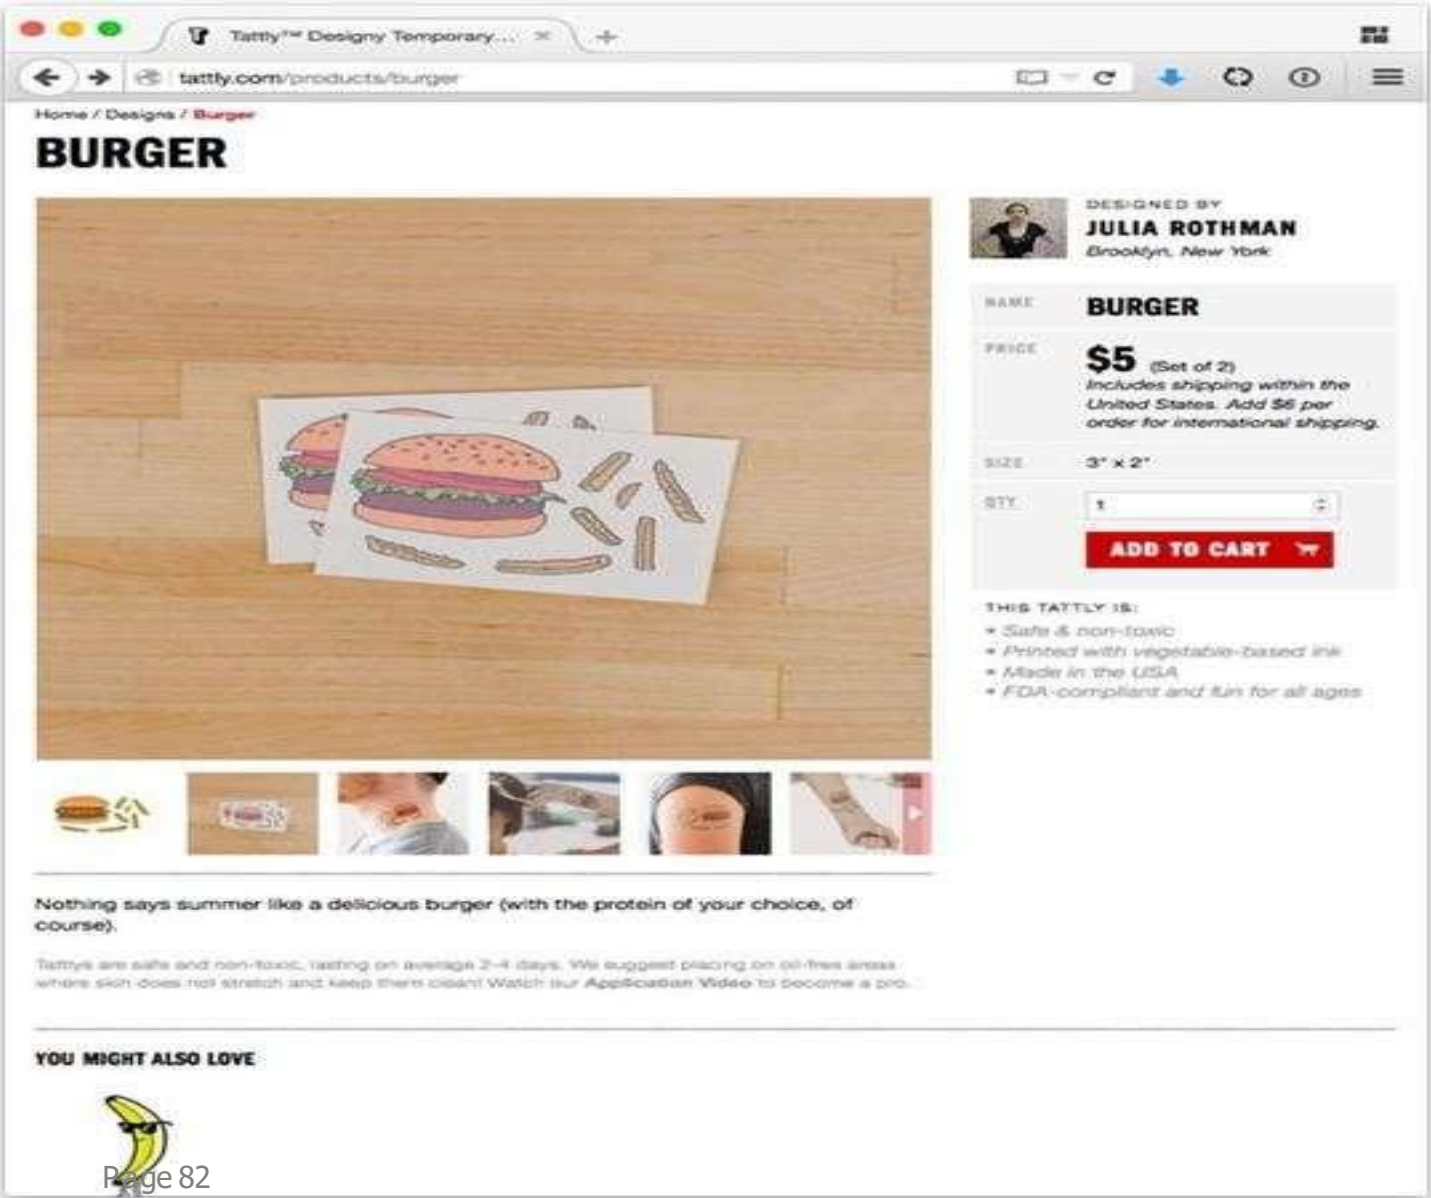 Tattly™ Designy Temporary...
tattly.com/products/burger
Home / Designs / Burger
BURGER
DESIGNED BY
JULIA ROTHMAN
Brooklyn, New York
NAME BURGER
PRICE $5 (Set of 2)
Includes shipping within the
United States. Add $6 per
order for international shipping.
SIZE 3" x 2"
QTY 1
ADD TO CART
THIS TATTLY IS:
• Safe & non-toxic
• Printed with vegetable-based ink
• Made in the USA
• FDA-compliant and fun for all ages
Nothing says summer like a delicious burger (with the protein of your choice, of
course).
Tattlys are safe and non-toxic, lasting on average 2-4 days. We suggest placing on oil-free areas
where skin does not stretch and keep them clean! Watch our Application Video to become a pro.
YOU MIGHT ALSO LOVE
Page 82